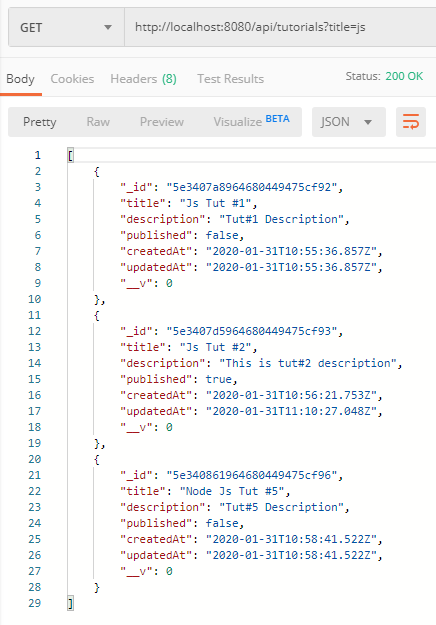 GET http://localhost:8080/api/tutorials?title=js
Body Cookies Headers (8) Test Results Status: 200 OK
Pretty Raw Preview Visualize BETA JSON
1 [
2 {
3 "_id": "5e3407a8964680449475cf92",
4 "title": "Js Tut #1",
5 "description": "Tut#1 Description",
6 "published": false,
7 "createdAt": "2020-01-31T10:55:36.857Z",
8 "updatedAt": "2020-01-31T10:55:36.857Z",
9 "__v": 0
10 },
11 {
12 "_id": "5e3407d5964680449475cf93",
13 "title": "Js Tut #2",
14 "description": "This is tut#2 description",
15 "published": true,
16 "createdAt": "2020-01-31T10:56:21.753Z",
17 "updatedAt": "2020-01-31T11:10:27.048Z",
18 "__v": 0
19 },
20 {
21 "_id": "5e340861964680449475cf96",
22 "title": "Node Js Tut #5",
23 "description": "Tut#5 Description",
24 "published": false,
25 "createdAt": "2020-01-31T10:58:41.522Z",
26 "updatedAt": "2020-01-31T10:58:41.522Z",
27 "__v": 0
28 }
29 ]